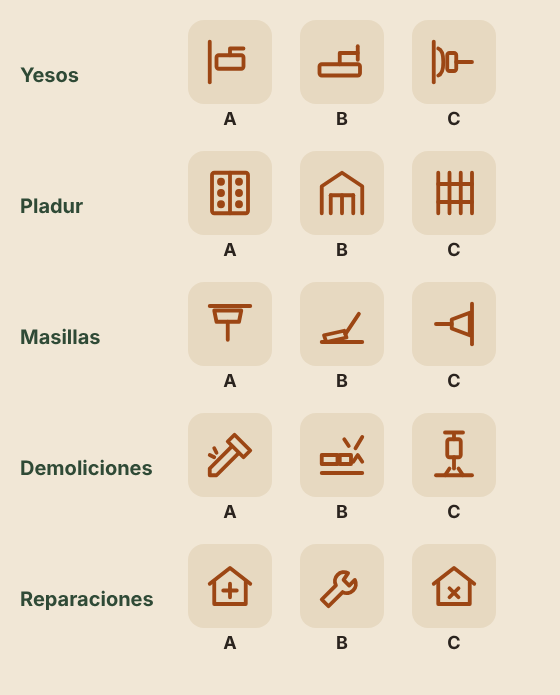 Yesos
A B C
Pladur
A B C
Masillas
A B C
Demoliciones
A B C
Reparaciones
A B C